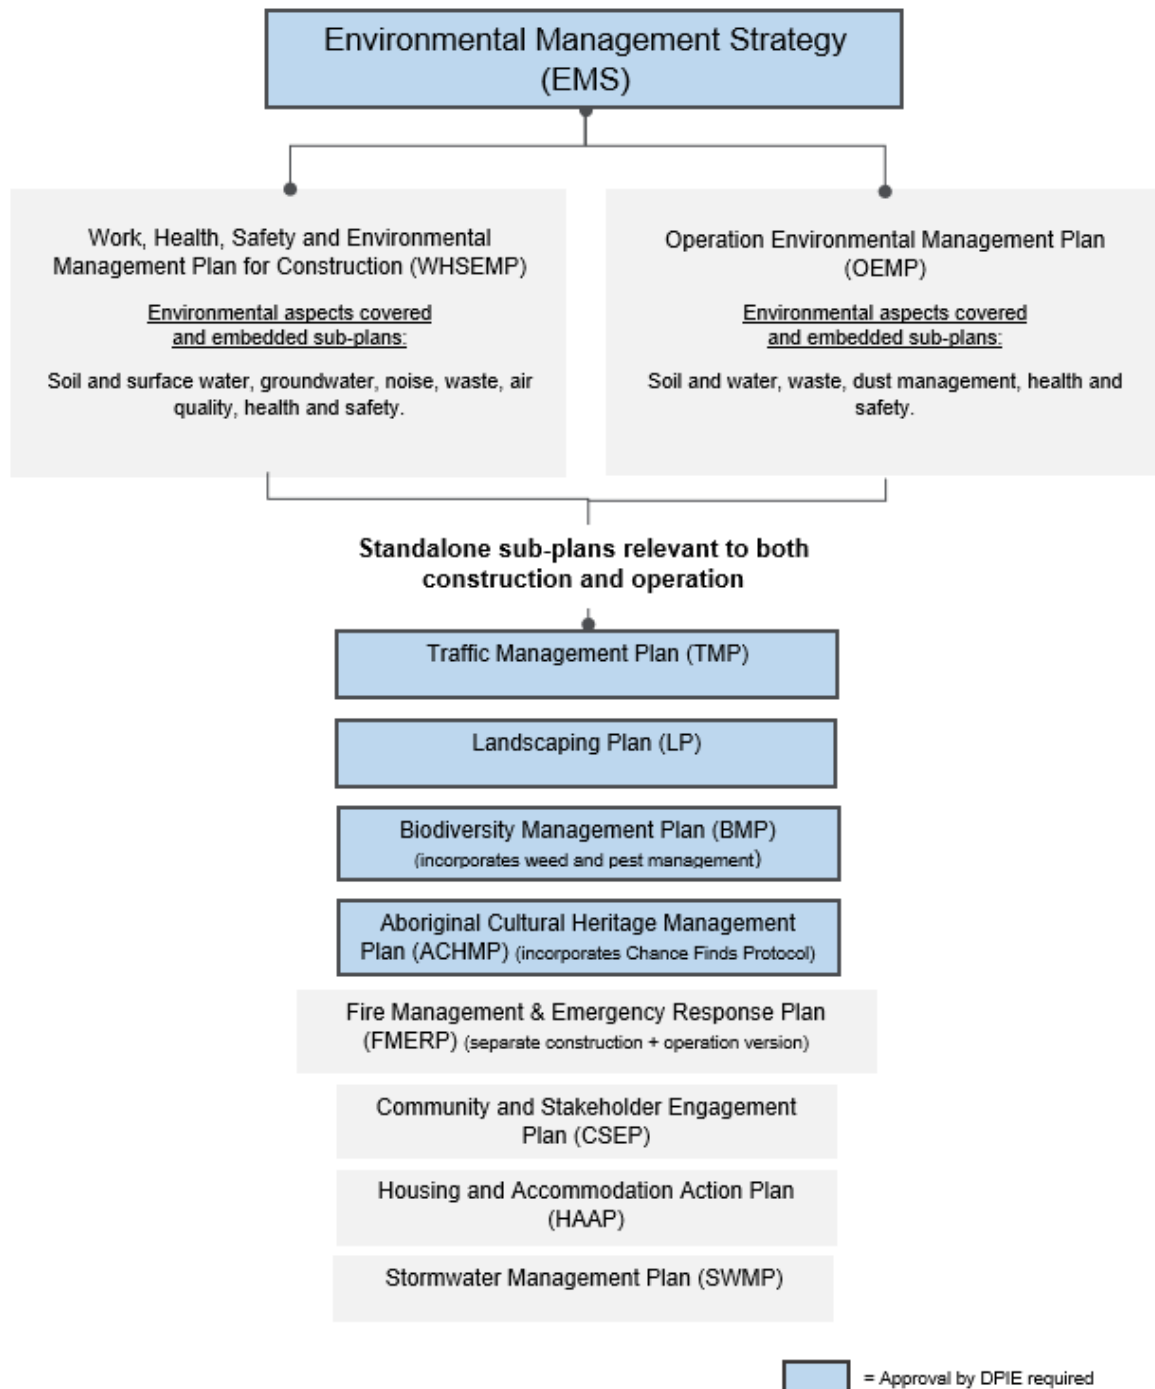 Environmental Management Strategy
(EMS)
Work, Health, Safety and Environmental
Management Plan for Construction (WHSEMP)
Environmental aspects covered
and embedded sub-plans:
Soil and surface water, groundwater, noise, waste, air
quality, health and safety.
Operation Environmental Management Plan
(OEMP)
Environmental aspects covered
and embedded sub-plans:
Soil and water, waste, dust management, health and
safety.
Standalone sub-plans relevant to both
construction and operation
Traffic Management Plan (TMP)
Landscaping Plan (LP)
Biodiversity Management Plan (BMP)
(incorporates weed and pest management)
Aboriginal Cultural Heritage Management
Plan (ACHMP) (incorporates Chance Finds Protocol)
Fire Management & Emergency Response Plan
(FMERP) (separate construction + operation version)
Community and Stakeholder Engagement
Plan (CSEP)
Housing and Accommodation Action Plan
(HAAP)
Stormwater Management Plan (SWMP)
= Approval by DPIE required